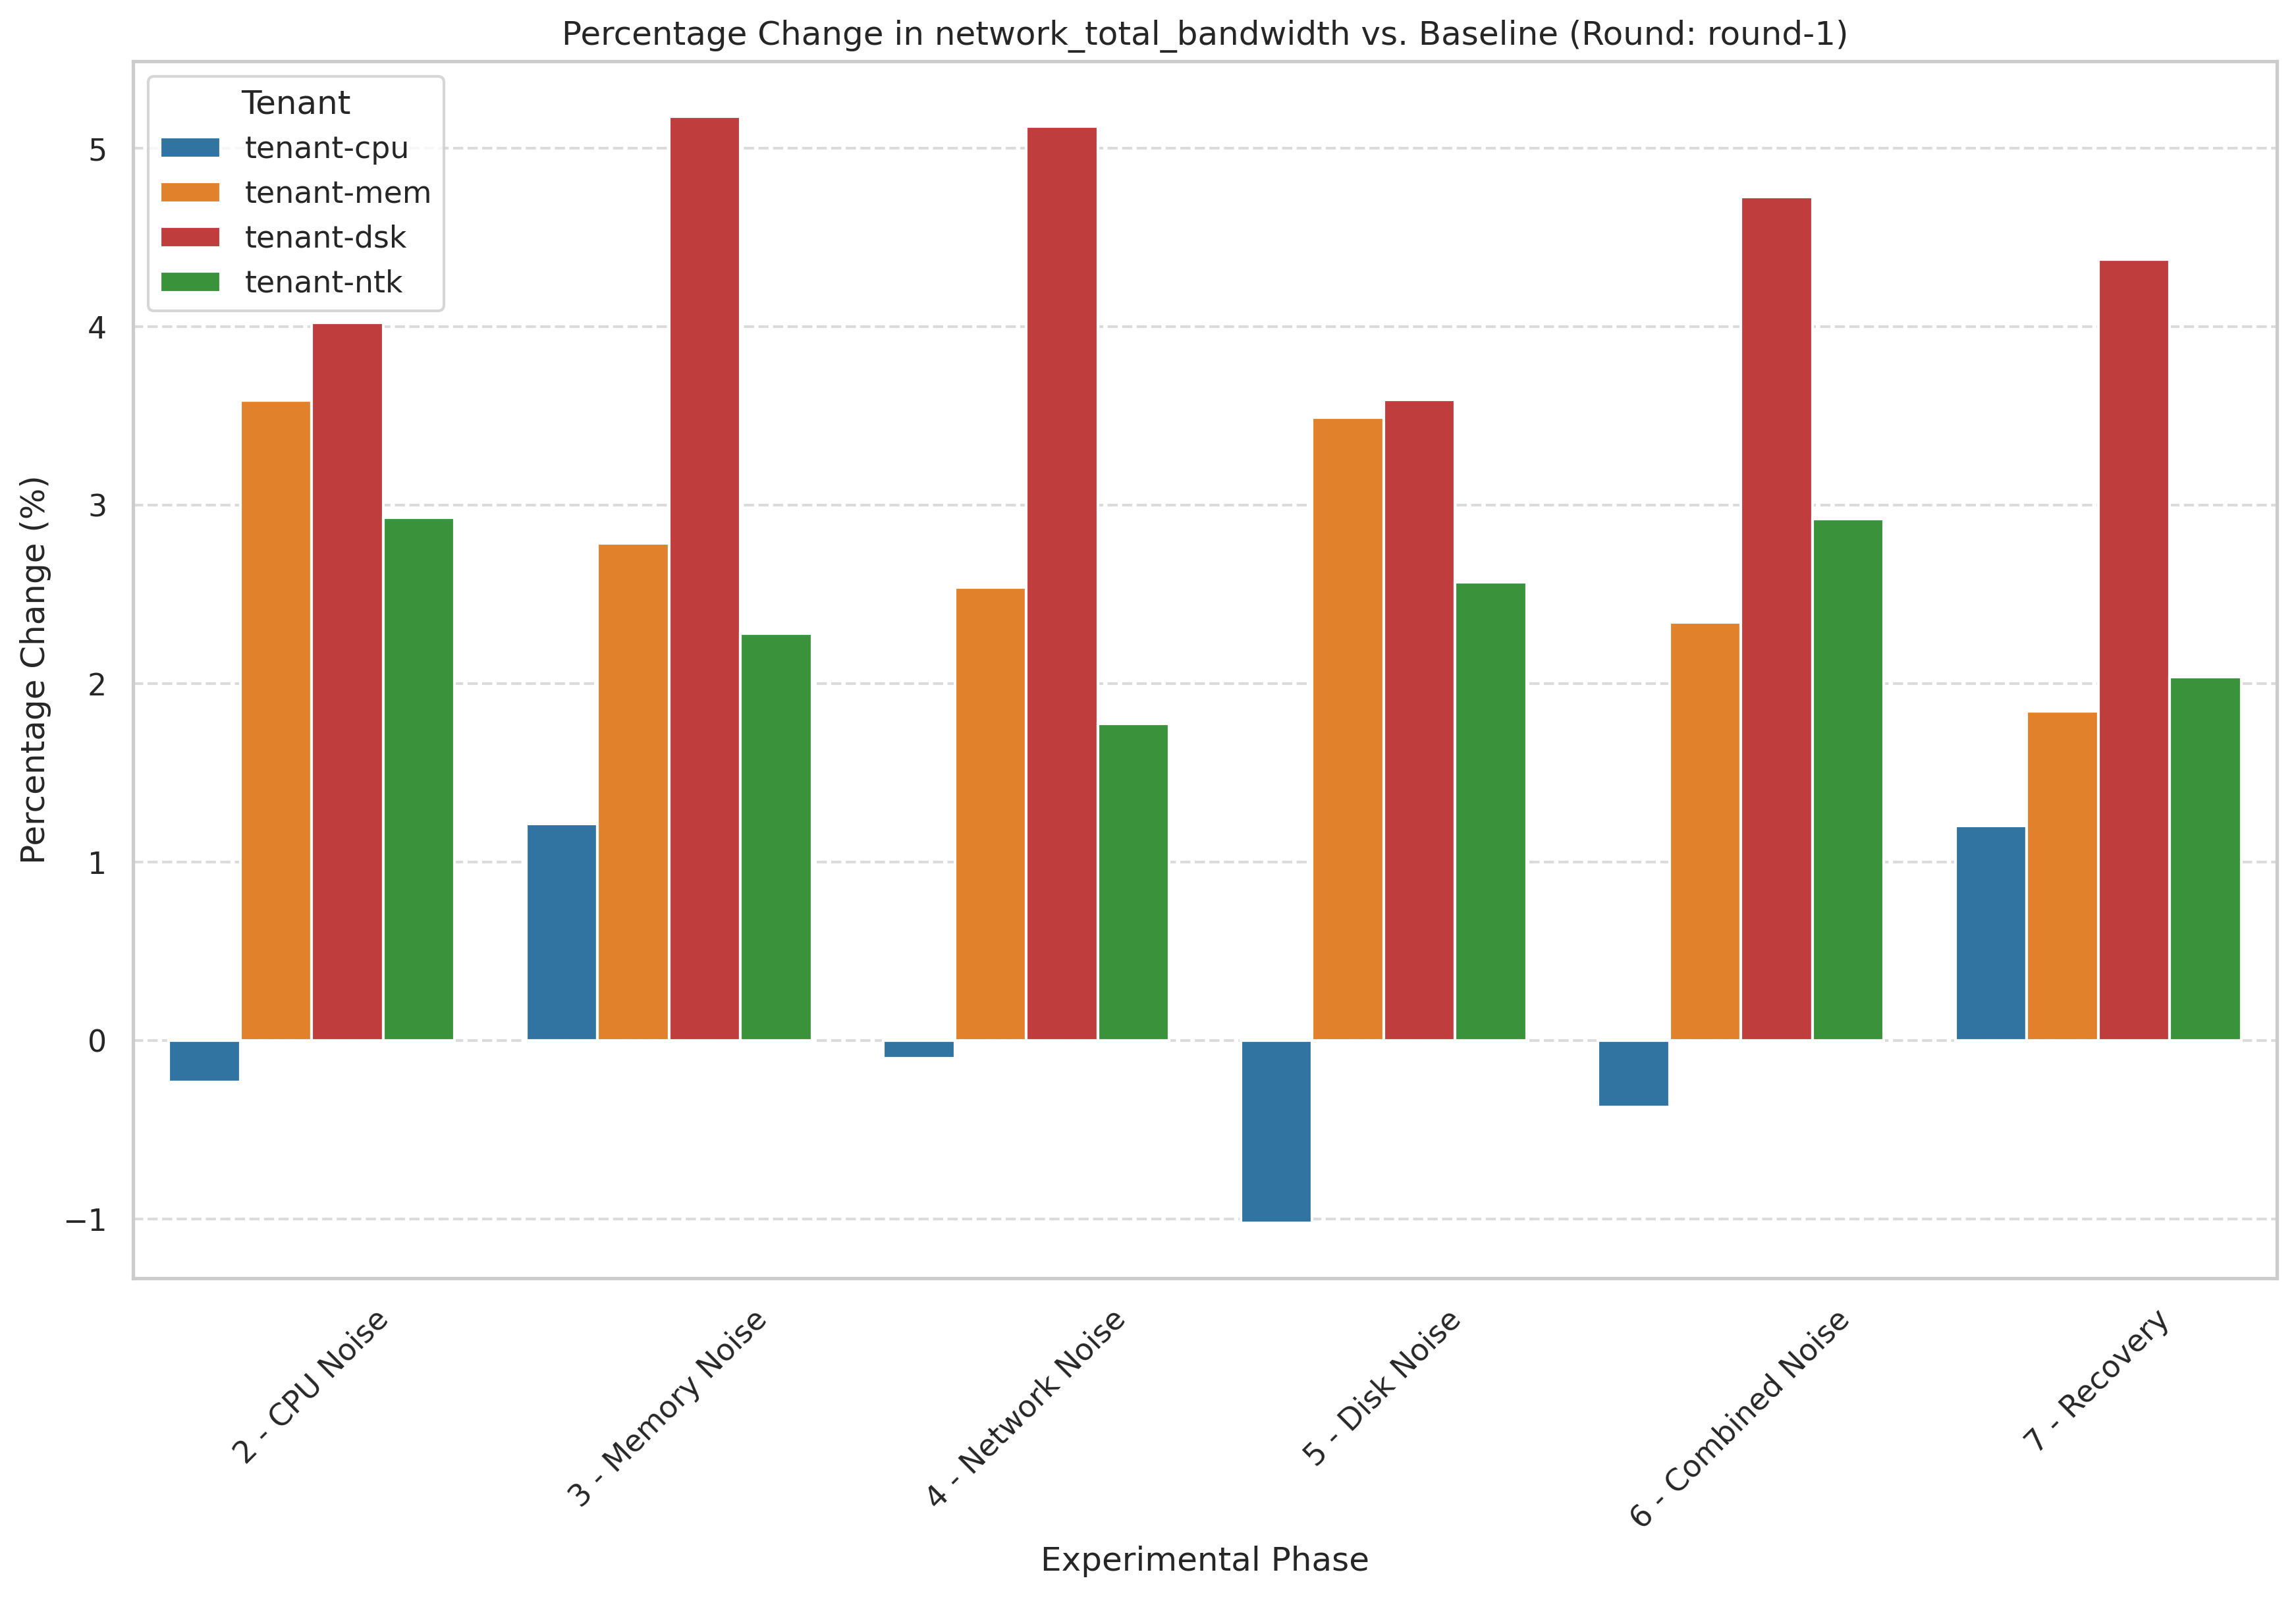 Percentage Change in network_total_bandwidth vs. Baseline (Round: round-1)
Tenant
tenant-cpu
tenant-mem
tenant-dsk
tenant-ntk
Percentage Change (%)
5
4
3
2
1
0
−1
2 - CPU Noise
3 - Memory Noise
4 - Network Noise
5 - Disk Noise
6 - Combined Noise
7 - Recovery
Experimental Phase